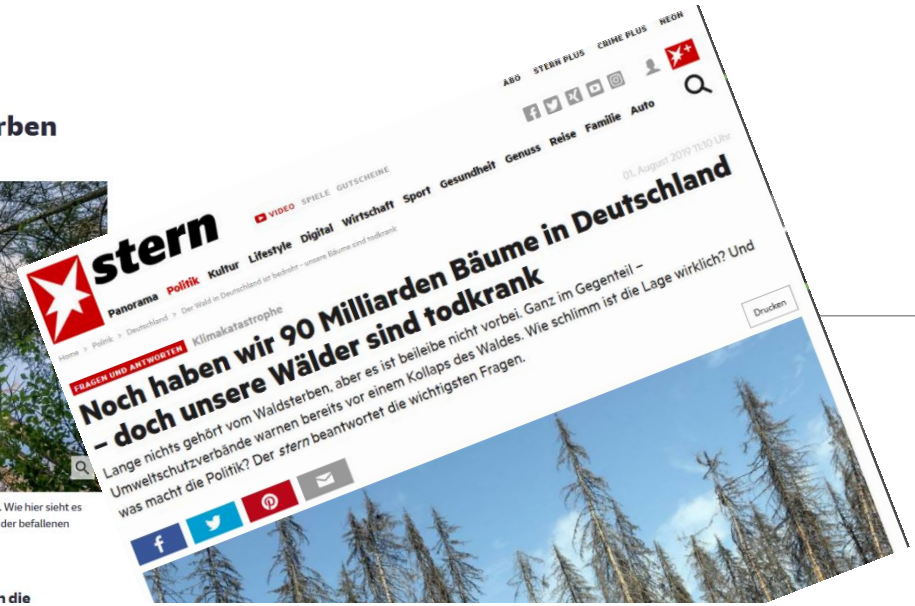 rben
ABO STERN PLUS CRIME PLUS NEON
VIDEO SPIELE GUTSCHEINE
stern
Panorama Politik Kultur Lifestyle Digital Wirtschaft Sport Gesundheit Genuss Reise Familie Auto
Home > Politik > Deutschland > Der Wald in Deutschland ist bedroht – unsere Bäume sind todkrank
01. August 2019 11:10 Uhr
FRAGEN UND ANTWORTEN Klimakatastrophe
Noch haben wir 90 Milliarden Bäume in Deutschland
– doch unsere Wälder sind todkrank
Lange nichts gehört vom Waldsterben, aber es ist beileibe nicht vorbei. Ganz im Gegenteil –
Umweltschutzverbände warnen bereits vor einem Kollaps des Waldes. Wie schlimm ist die Lage wirklich? Und
was macht die Politik? Der stern beantwortet die wichtigsten Fragen.
Drucken
. Wie hier sieht es
der befallenen
n die